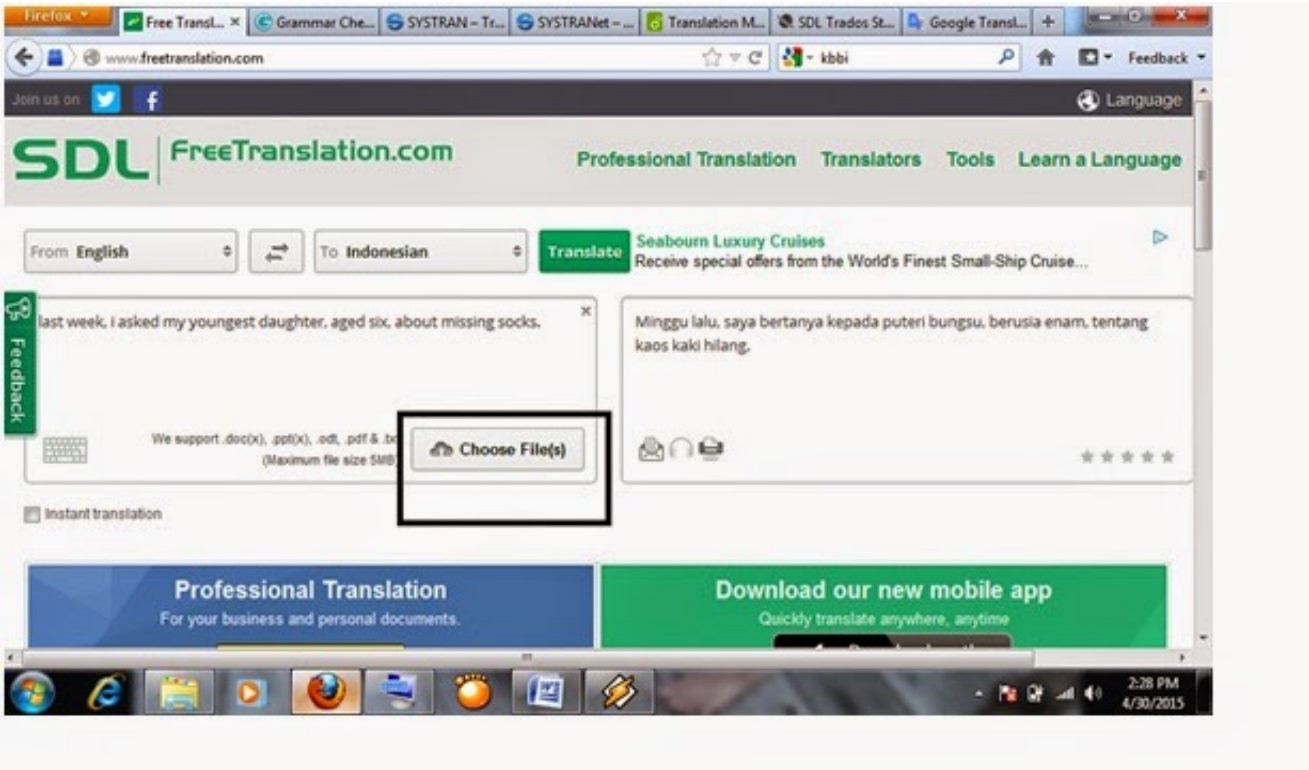 Firefox
Free Transl...
Grammar Che...
SYSTRAN – Tr...
SYSTRANet – ...
Translation M...
SDL Trados St...
Google Transl...
www.freetranslation.com
kbbi
Feedback
Join us on
Language
SDL FreeTranslation.com
Professional Translation Translators Tools Learn a Language
From English
To Indonesian
Translate
Seabourn Luxury Cruises
Receive special offers from the World's Finest Small-Ship Cruise...
Feedback
last week, i asked my youngest daughter, aged six, about missing socks.
Minggu lalu, saya bertanya kepada puteri bungsu, berusia enam, tentang
kaos kaki hilang.
We support .doc(x), .ppt(x), .odt, .pdf &
(Maximum file size 5MB)
Choose File(s)
Instant translation
Professional Translation
For your business and personal documents.
Download our new mobile app
Quickly translate anywhere, anytime
2:28 PM
4/30/2015